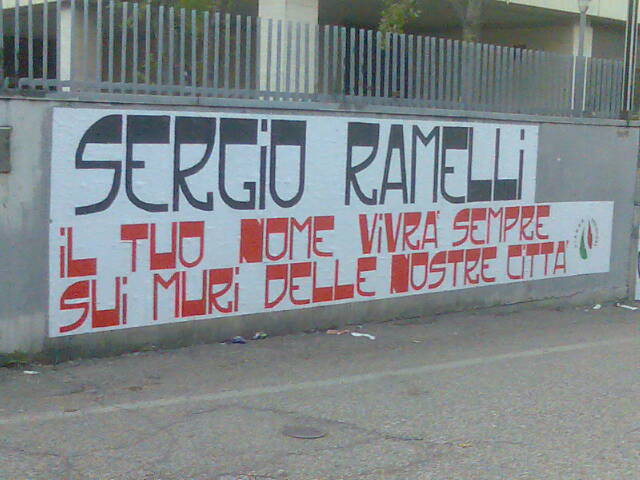 SERGiO RAMELLi
iL TUO NOME ViVRA' SEMPRE
SUi MURi DELLE NOSTRE CiTTA'